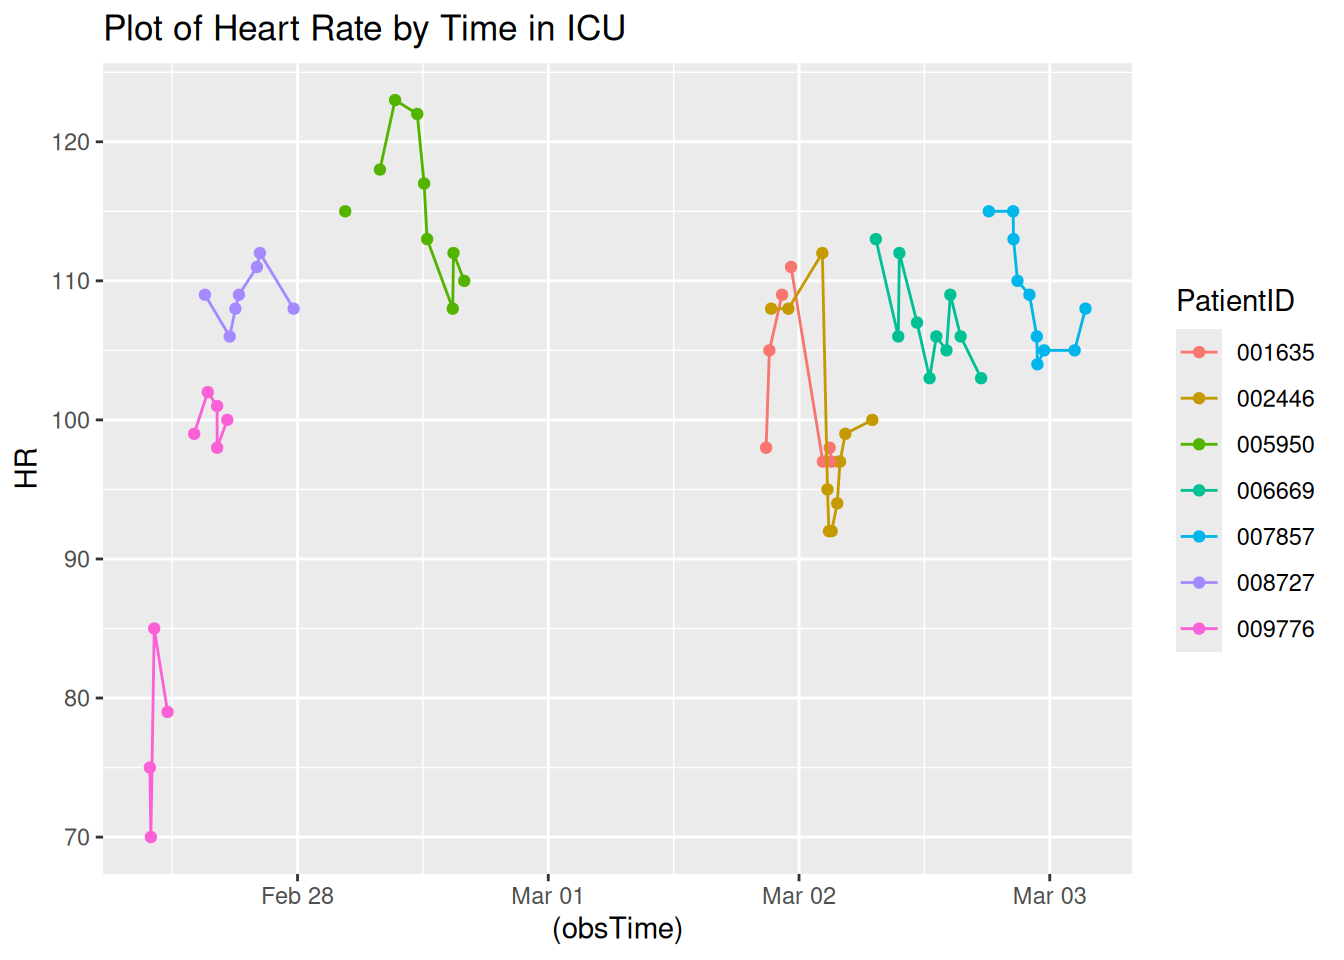 Plot of Heart Rate by Time in ICU
HR
120
110
100
90
80
70
Feb 28
Mar 01
Mar 02
Mar 03
(obsTime)
PatientID
001635
002446
005950
006669
007857
008727
009776